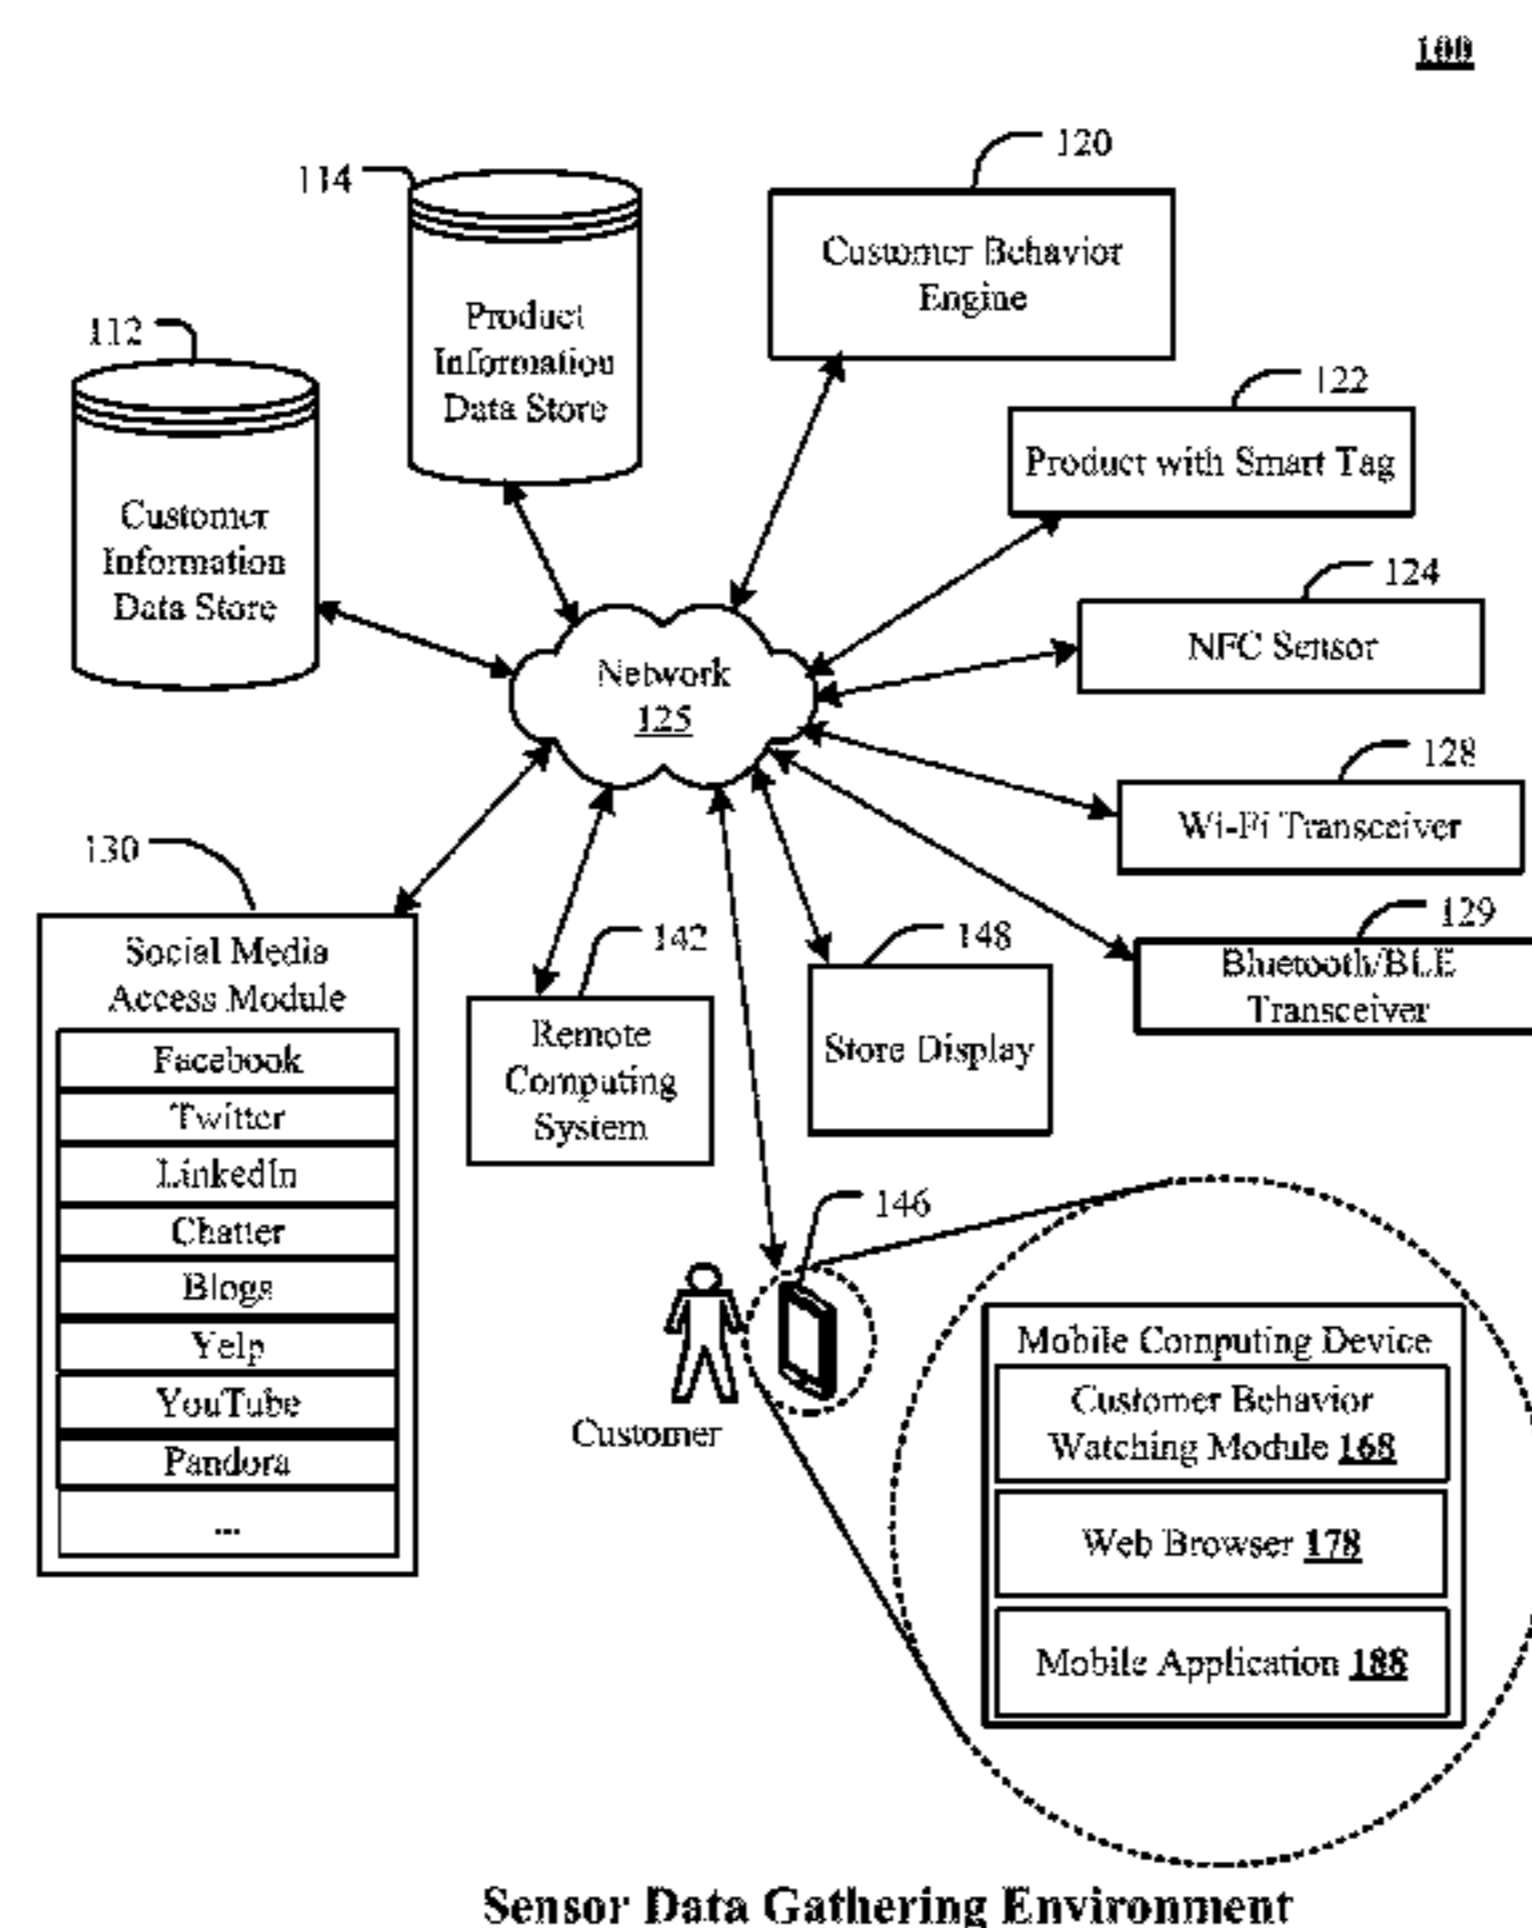 100
120
114
Customer Behavior
Engine
Product
Information
Data Store
112
122
Product with Smart Tag
Customer
Information
Data Store
124
NFC Sensor
Network
125
128
Wi-Fi Transceiver
130
129
Bluetooth/BLE
Transceiver
142
148
Social Media
Access Module
Facebook
Twitter
LinkedIn
Chatter
Blogs
Yelp
YouTube
Pandora
...
Remote
Computing
System
Store Display
146
Customer
Mobile Computing Device
Customer Behavior
Watching Module 168
Web Browser 178
Mobile Application 188
Sensor Data Gathering Environment